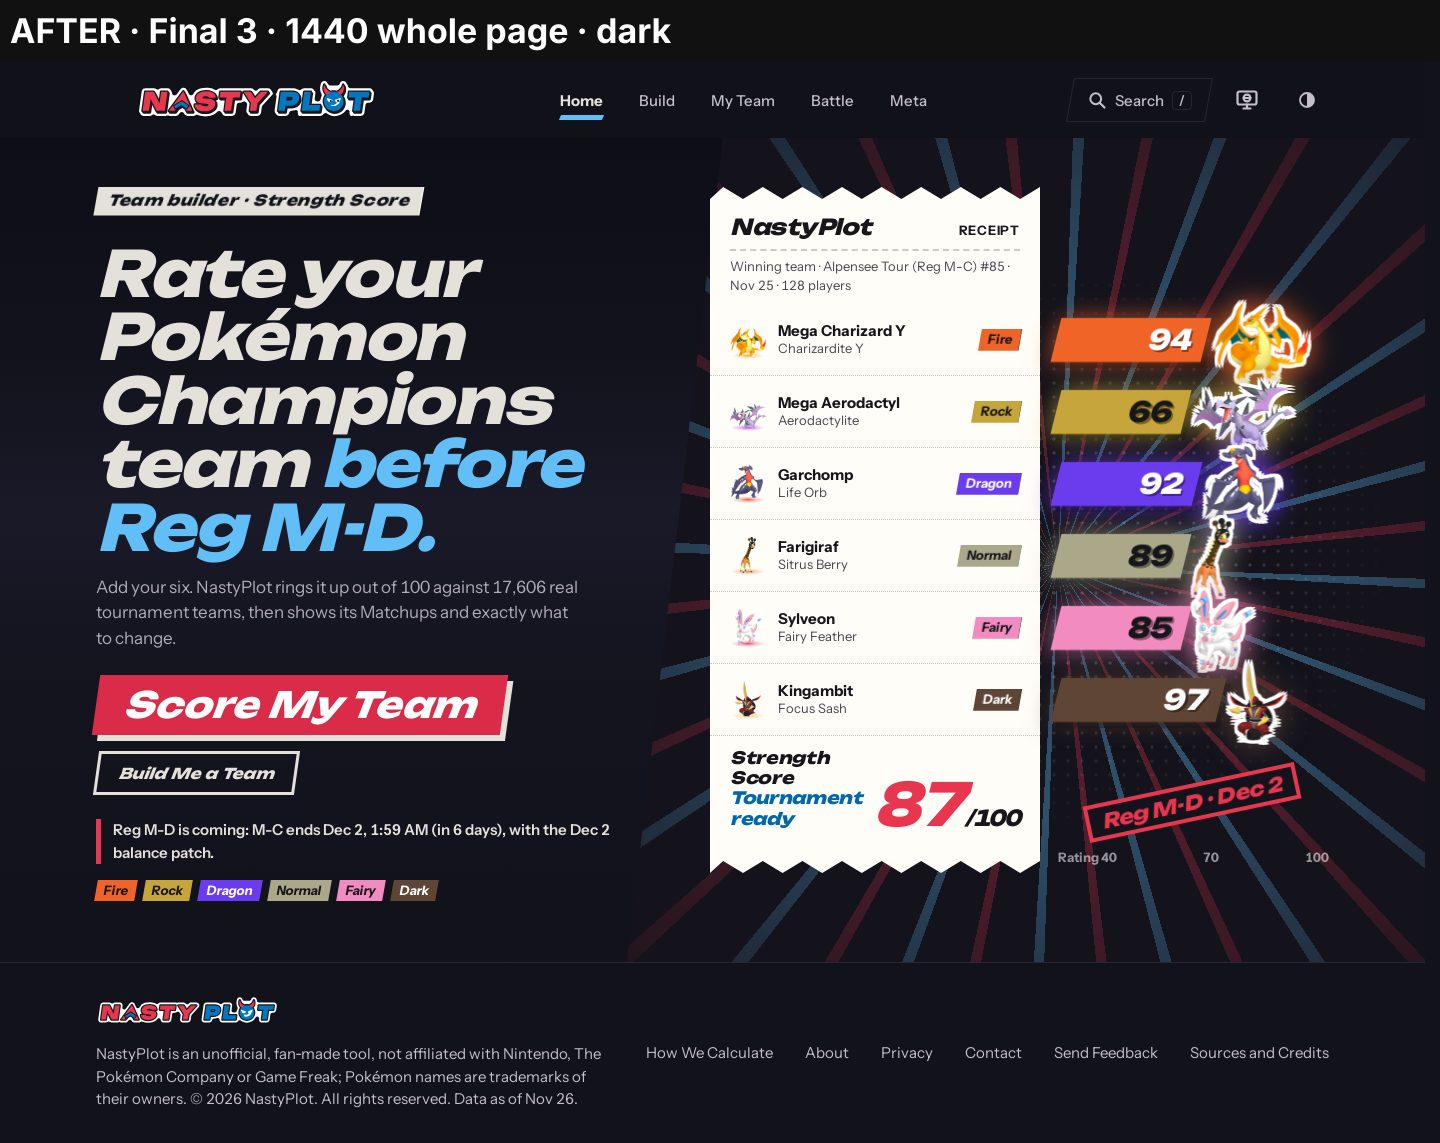 AFTER · Final 3 · 1440 whole page · dark
NASTY PLOT
Home
Build
My Team
Battle
Meta
Search /
Team builder · Strength Score
Rate your
Pokémon
Champions
team before
Reg M-D.
Add your six. NastyPlot rings it up out of 100 against 17,606 real
tournament teams, then shows its Matchups and exactly what
to change.
Score My Team
Build Me a Team
Reg M-D is coming: M-C ends Dec 2, 1:59 AM (in 6 days), with the Dec 2
balance patch.
Fire
Rock
Dragon
Normal
Fairy
Dark
NastyPlot
RECEIPT
Winning team · Alpensee Tour (Reg M-C) #85 ·
Nov 25 · 128 players
Mega Charizard Y
Charizardite Y
Fire
94
Mega Aerodactyl
Aerodactylite
Rock
66
Garchomp
Life Orb
Dragon
92
Farigiraf
Sitrus Berry
Normal
89
Sylveon
Fairy Feather
Fairy
85
Kingambit
Focus Sash
Dark
97
Strength
Score
Tournament
ready
87/100
Reg M-D · Dec 2
Rating 40
70
100
NASTY PLOT
NastyPlot is an unofficial, fan-made tool, not affiliated with Nintendo, The
Pokémon Company or Game Freak; Pokémon names are trademarks of
their owners. © 2026 NastyPlot. All rights reserved. Data as of Nov 26.
How We Calculate
About
Privacy
Contact
Send Feedback
Sources and Credits